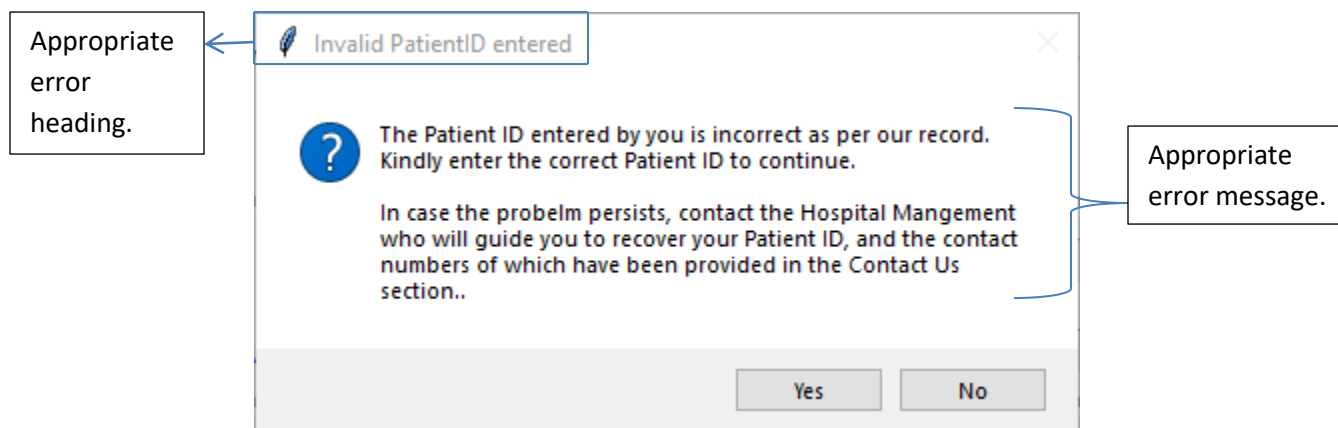 Appropriate
error
heading.
Invalid PatientID entered
The Patient ID entered by you is incorrect as per our record.
Kindly enter the correct Patient ID to continue.
In case the probelm persists, contact the Hospital Mangement
who will guide you to recover your Patient ID, and the contact
numbers of which have been provided in the Contact Us
section..
Appropriate
error message.
Yes
No